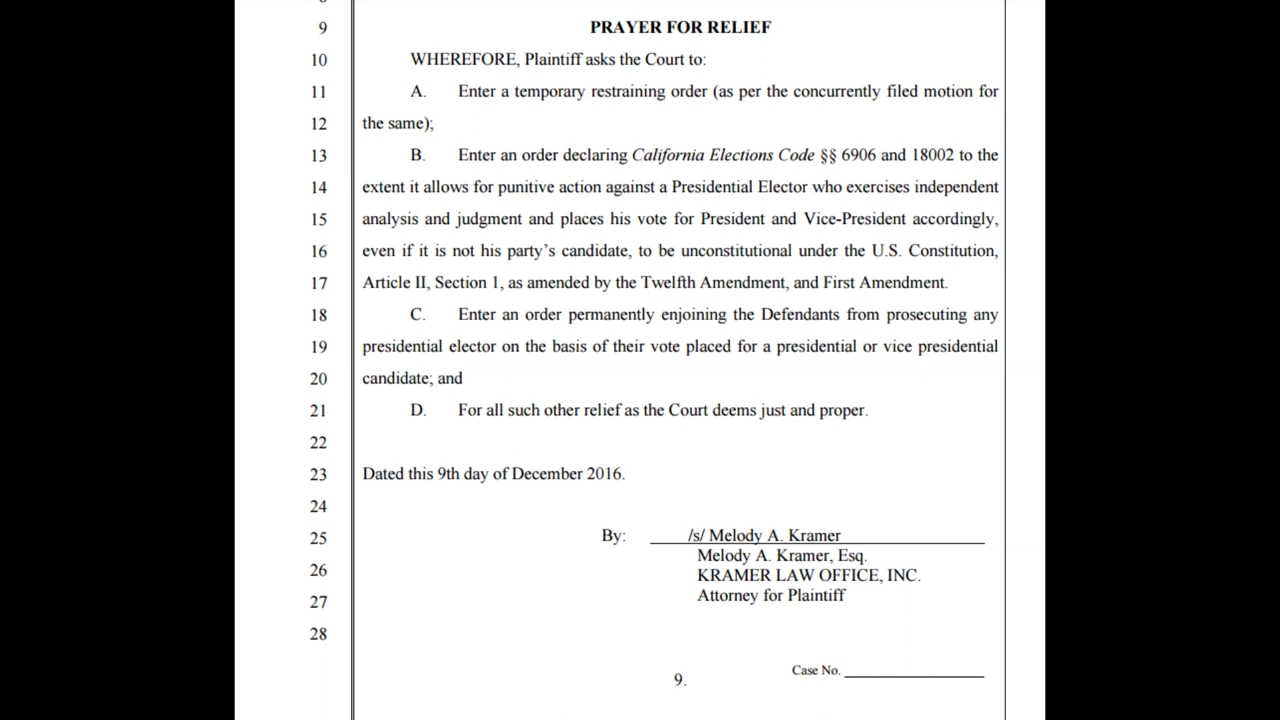 9 PRAYER FOR RELIEF
10 WHEREFORE, Plaintiff asks the Court to:
11 A. Enter a temporary restraining order (as per the concurrently filed motion for
12 the same);
13 B. Enter an order declaring California Elections Code §§ 6906 and 18002 to the
14 extent it allows for punitive action against a Presidential Elector who exercises independent
15 analysis and judgment and places his vote for President and Vice-President accordingly,
16 even if it is not his party’s candidate, to be unconstitutional under the U.S. Constitution,
17 Article II, Section 1, as amended by the Twelfth Amendment, and First Amendment.
18 C. Enter an order permanently enjoining the Defendants from prosecuting any
19 presidential elector on the basis of their vote placed for a presidential or vice presidential
20 candidate; and
21 D. For all such other relief as the Court deems just and proper.
22
23 Dated this 9th day of December 2016.
24
25 By: /s/ Melody A. Kramer
Melody A. Kramer, Esq.
26 KRAMER LAW OFFICE, INC.
27 Attorney for Plaintiff
28
Case No.
9.